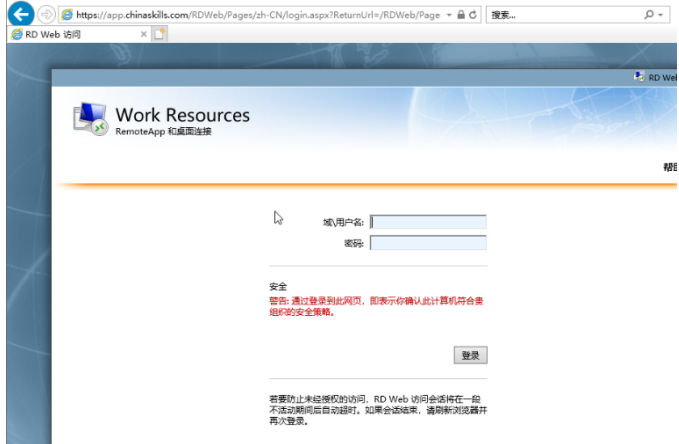 https://app.chinaskills.com/RDWeb/Pages/zh-CN/login.aspx?ReturnUrl=/RDWeb/Page
搜索...
RD Web 访问
RD We
Work Resources
RemoteApp 和桌面连接
域\用户名:
密码:
安全
警告: 通过登录到此网页，即表示你确认此计算机符合贵
组织的安全策略。
登录
若要防止未经授权的访问，RD Web 访问会话将在一段
不活动期间后自动超时。如果会话结束，请刷新浏览器并
再次登录。